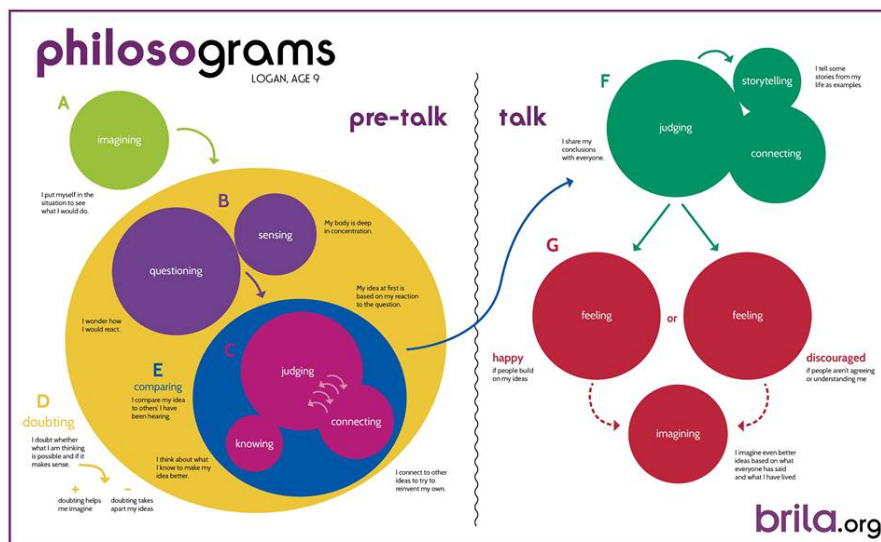 philosograms
LOGAN, AGE 9
pre-talk
talk
A
imagining
I put myself in the
situation to see
what I would do.
B
questioning
sensing
My body is deep
in concentration.
I wonder how
I would react.
My idea at first is
based on my reaction
to the question.
C
judging
connecting
knowing
E
comparing
I compare my idea
to others' I have
been hearing.
I think about what
I know to make my
idea better.
I connect to other
ideas to try to
reinvent my own.
D
doubting
I doubt whether
what I am thinking
is possible and if it
makes sense.
+
doubting helps
me imagine
–
doubting takes
apart my ideas
F
judging
storytelling
connecting
I tell some
stories from my
life as examples.
I share my
conclusions
with everyone.
G
feeling
or
feeling
happy
if people build on
my ideas
discouraged
if people aren't agreeing
or understanding me
imagining
I imagine even better
ideas based on what
everyone has said
and what I have lived
brila.org